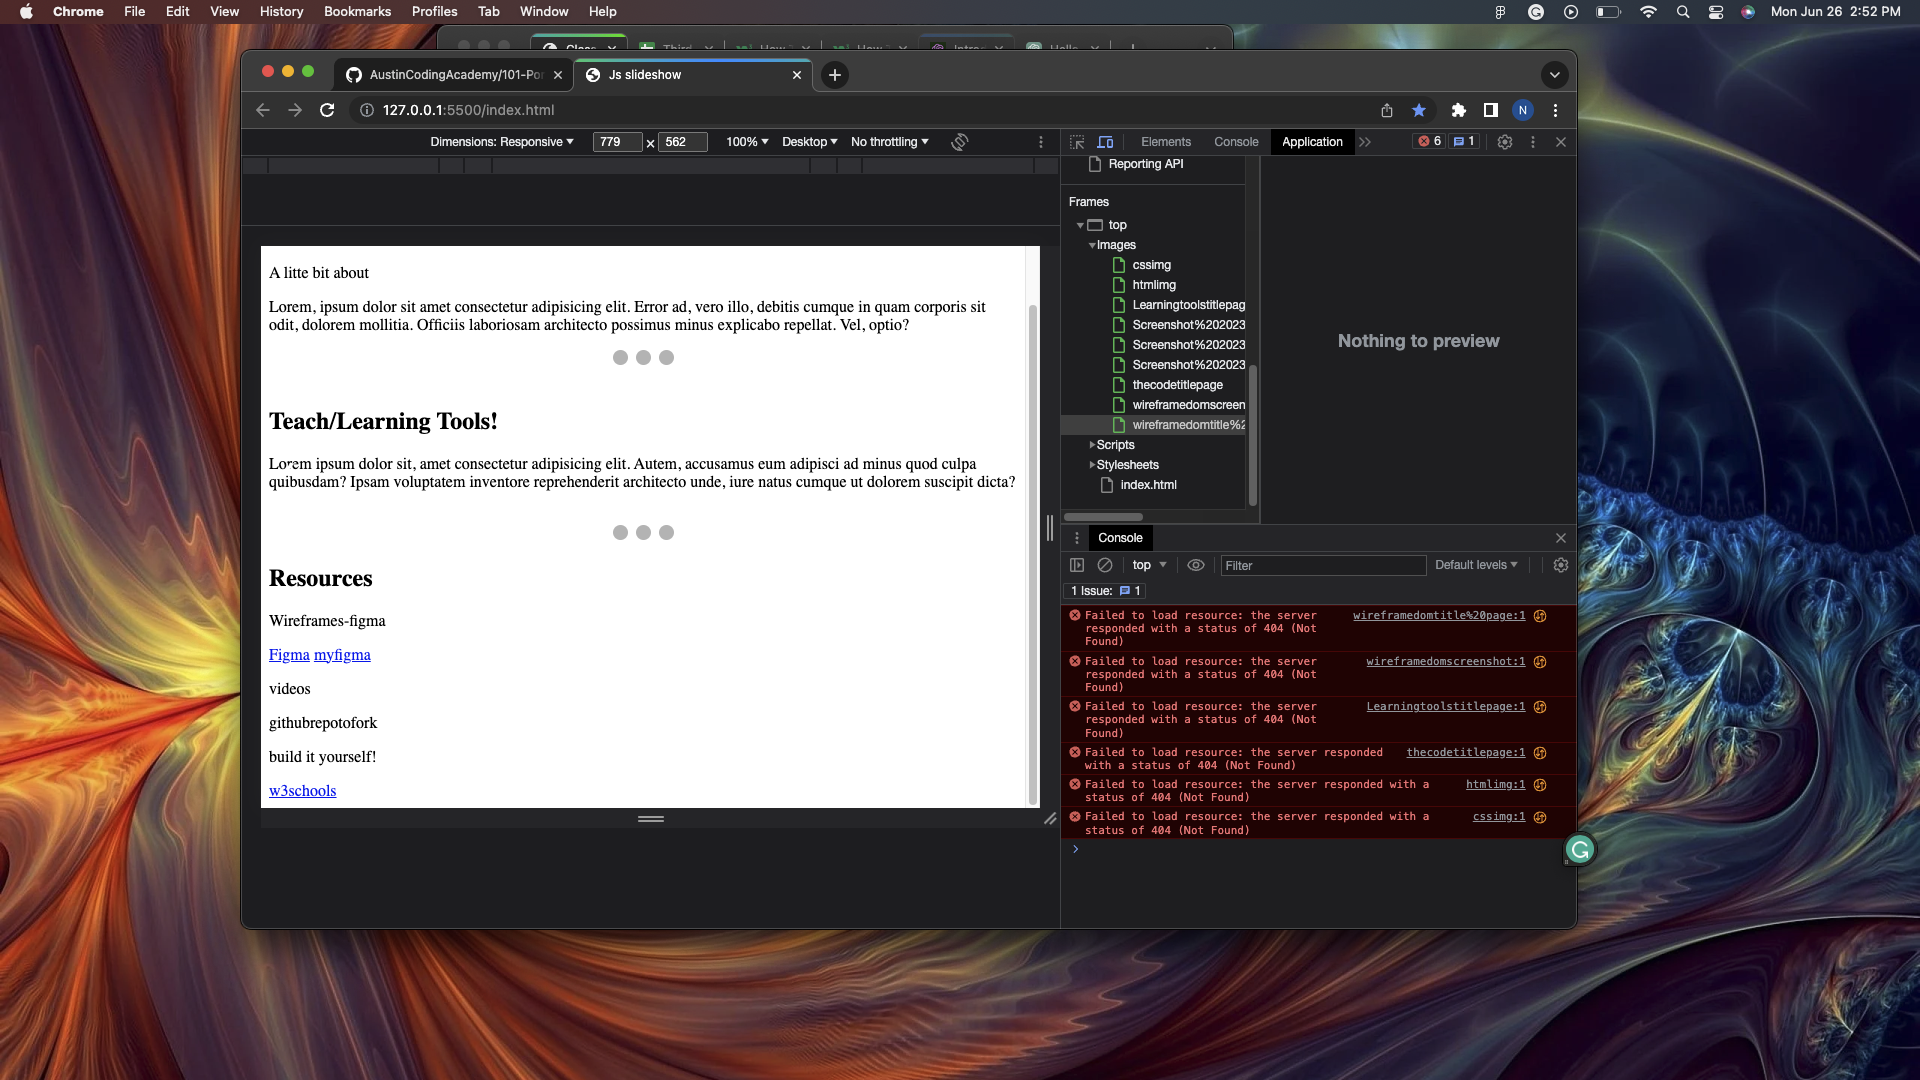 Chrome File Edit View History Bookmarks Profiles Tab Window Help Mon Jun 26 2:52 PM
AustinCodingAcademy/101-Por Js slideshow
127.0.0.1:5500/index.html N
Dimensions: Responsive 779 × 562 100% Desktop No throttling
Elements Console Application 6 1
Reporting API
Frames
top
Images
cssimg
htmlimg
Learningtoolstitlepag
Screenshot%202023
Screenshot%202023
Screenshot%202023
thecodetitlepage
wireframedomscreen
wireframedomtitle%2
Scripts
Stylesheets
index.html
Nothing to preview
A litte bit about
Lorem, ipsum dolor sit amet consectetur adipisicing elit. Error ad, vero illo, debitis cumque in quam corporis sit
odit, dolorem mollitia. Officiis laboriosam architecto possimus minus explicabo repellat. Vel, optio?
Teach/Learning Tools!
Lorem ipsum dolor sit, amet consectetur adipisicing elit. Autem, accusamus eum adipisci ad minus quod culpa
quibusdam? Ipsam voluptatem inventore reprehenderit architecto unde, iure natus cumque ut dolorem suscipit dicta?
Resources
Wireframes-figma
Figma myfigma
videos
githubrepotofork
build it yourself!
w3schools
Console
top Filter Default levels
1 Issue: 1
Failed to load resource: the server wireframedomtitle%20page:1
responded with a status of 404 (Not
Found)
Failed to load resource: the server wireframedomscreenshot:1
responded with a status of 404 (Not
Found)
Failed to load resource: the server Learningtoolstitlepage:1
responded with a status of 404 (Not
Found)
Failed to load resource: the server responded thecodetitlepage:1
with a status of 404 (Not Found)
Failed to load resource: the server responded with a htmlimg:1
status of 404 (Not Found)
Failed to load resource: the server responded with a cssimg:1
status of 404 (Not Found)